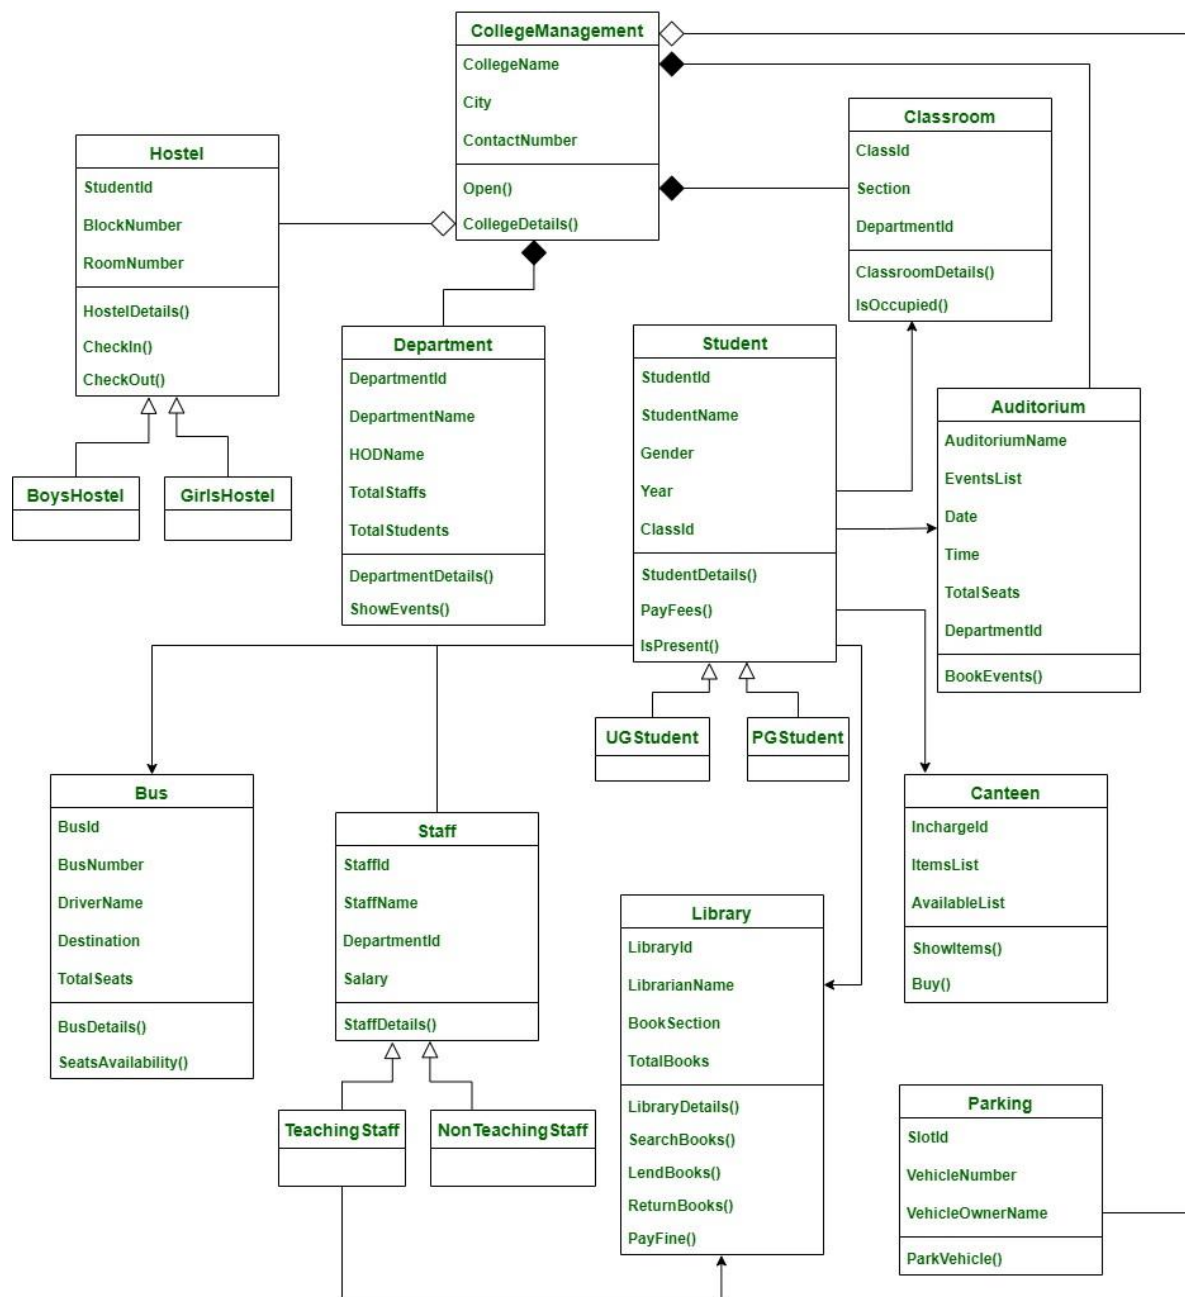 CollegeManagement
CollegeName
City
ContactNumber
Open()
CollegeDetails()
Classroom
ClassId
Section
DepartmentId
ClassroomDetails()
IsOccupied()
Hostel
StudentId
BlockNumber
RoomNumber
HostelDetails()
CheckIn()
CheckOut()
BoysHostel
GirlsHostel
Department
DepartmentId
DepartmentName
HODName
TotalStaffs
TotalStudents
DepartmentDetails()
ShowEvents()
Student
StudentId
StudentName
Gender
Year
ClassId
StudentDetails()
PayFees()
IsPresent()
UGStudent
PGStudent
Auditorium
AuditoriumName
EventsList
Date
Time
TotalSeats
DepartmentId
BookEvents()
Bus
BusId
BusNumber
DriverName
Destination
TotalSeats
BusDetails()
SeatsAvailability()
Staff
StaffId
StaffName
DepartmentId
Salary
StaffDetails()
TeachingStaff
NonTeachingStaff
Library
LibraryId
LibrarianName
BookSection
TotalBooks
LibraryDetails()
SearchBooks()
LendBooks()
ReturnBooks()
PayFine()
Canteen
InchargeId
ItemsList
AvailableList
ShowItems()
Buy()
Parking
SlotId
VehicleNumber
VehicleOwnerName
ParkVehicle()